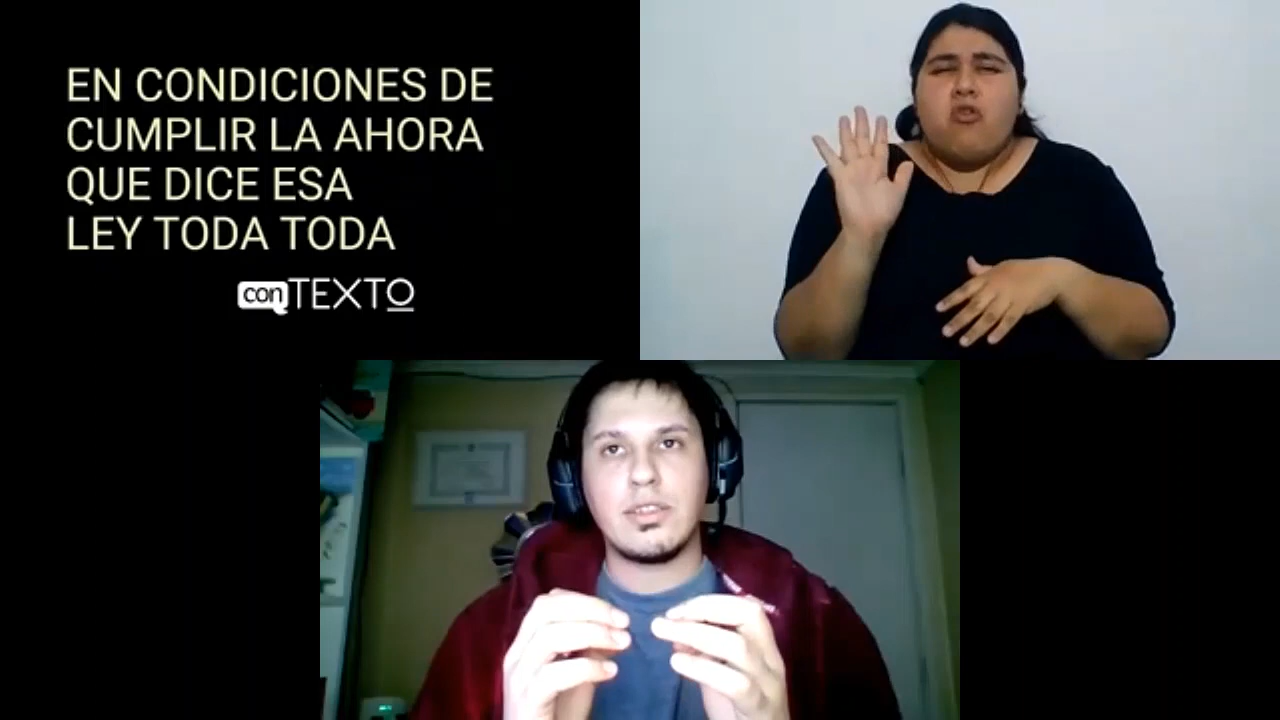 EN CONDICIONES DE
CUMPLIR LA AHORA
QUE DICE ESA
LEY TODA TODA
conTEXTO